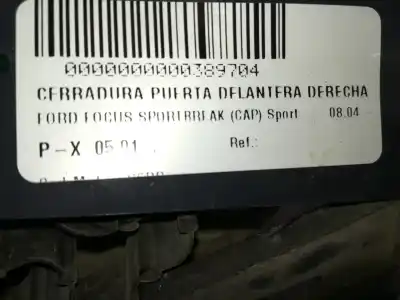 0000000000389704
CERRADURA PUERTA DELANTERA DERECHA
FORD FOCUS SPORTBREAK (CAP) Sport 08.04
P-X 05 01 Ref.: